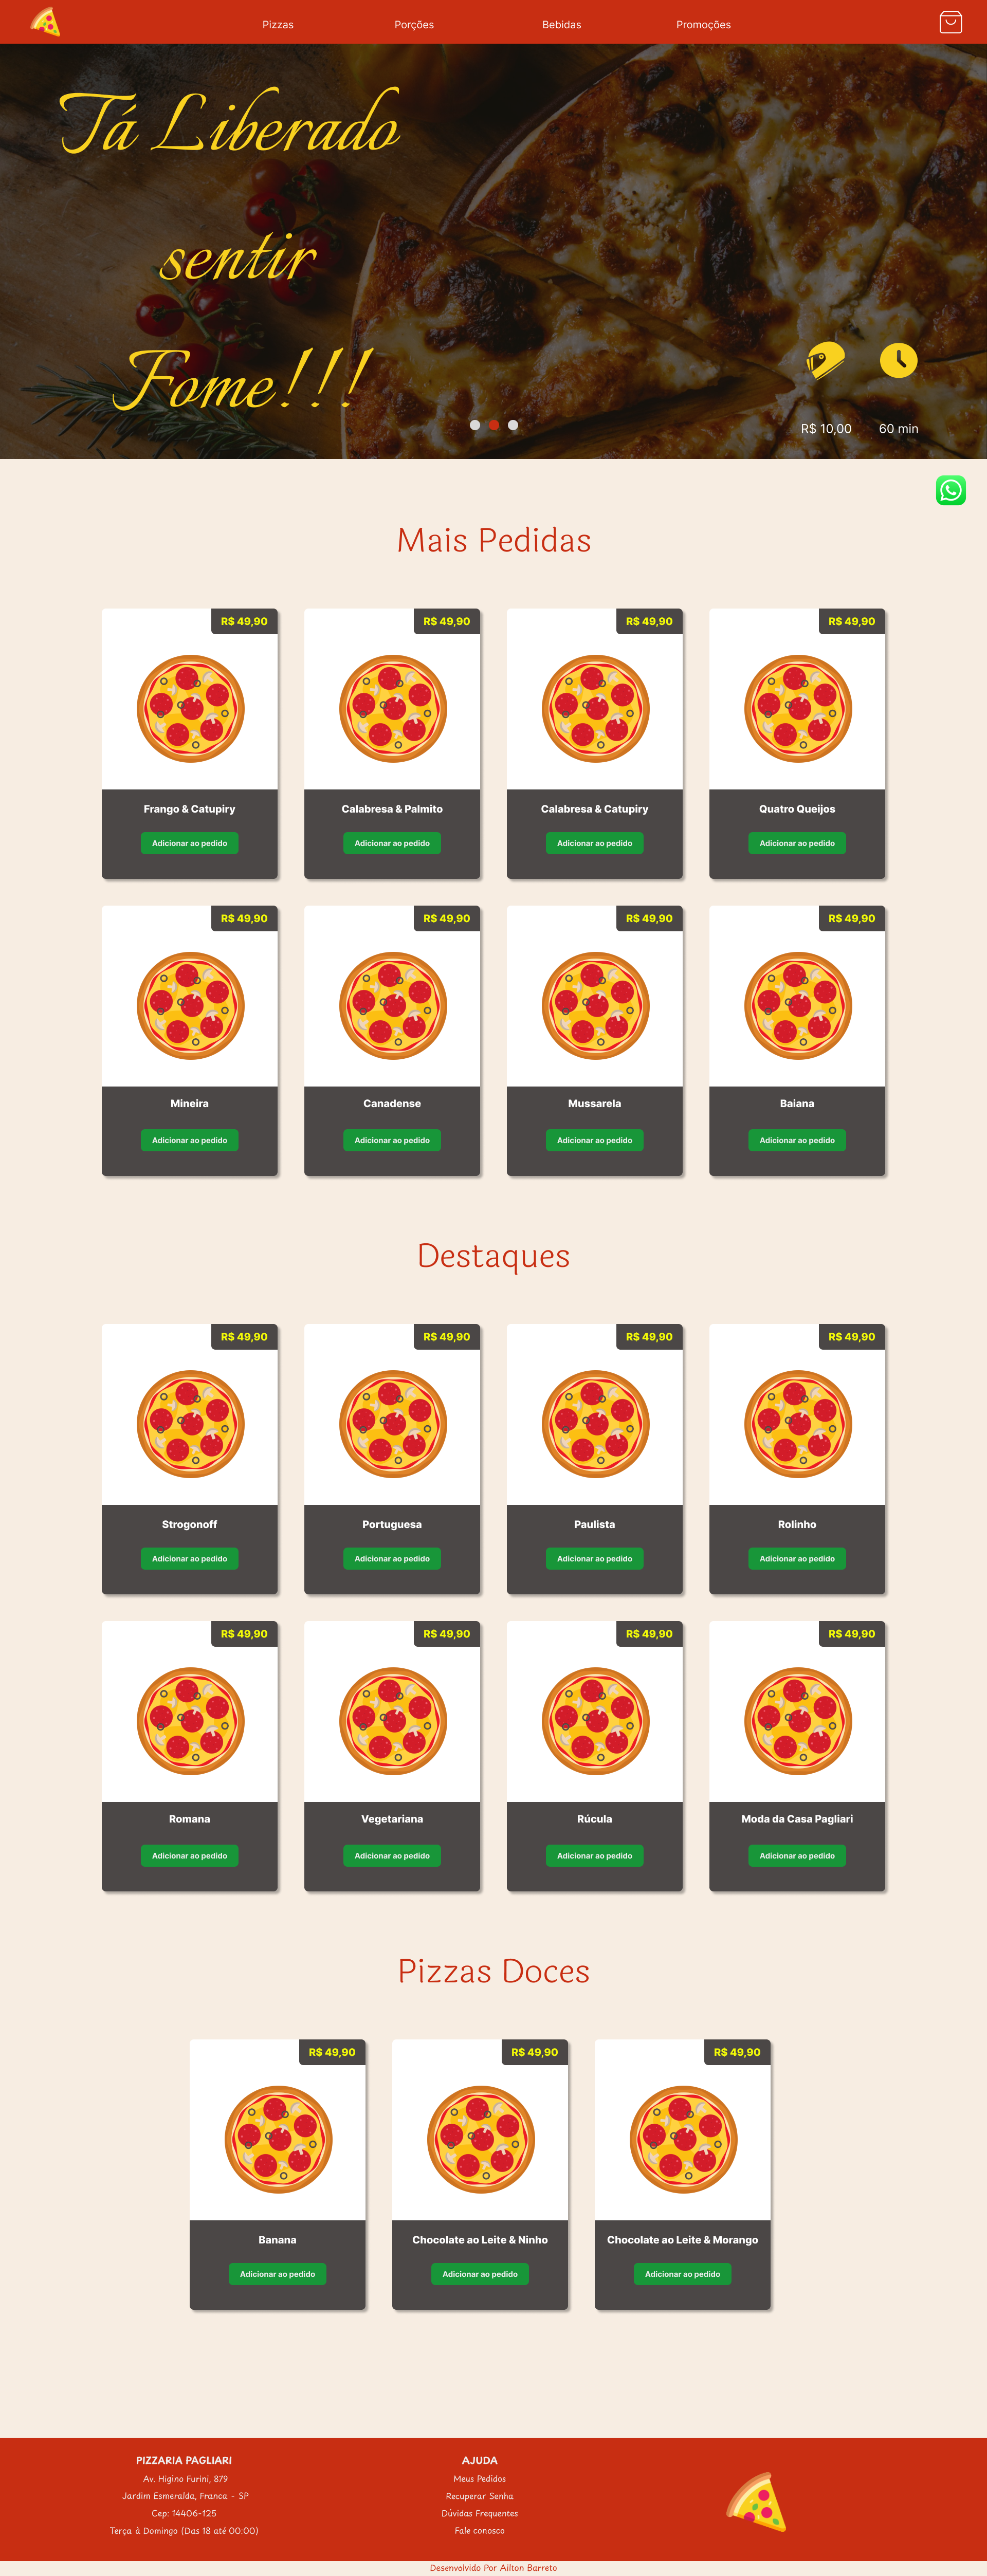 Pizzas Porções Bebidas Promoções
Tá Liberado
sentir
Fome!!!
R$ 10,00 60 min
Mais Pedidas
R$ 49,90 R$ 49,90 R$ 49,90 R$ 49,90
Frango & Catupiry Calabresa & Palmito Calabresa & Catupiry Quatro Queijos
Adicionar ao pedido Adicionar ao pedido Adicionar ao pedido Adicionar ao pedido
R$ 49,90 R$ 49,90 R$ 49,90 R$ 49,90
Mineira Canadense Mussarela Baiana
Adicionar ao pedido Adicionar ao pedido Adicionar ao pedido Adicionar ao pedido
Destaques
R$ 49,90 R$ 49,90 R$ 49,90 R$ 49,90
Strogonoff Portuguesa Paulista Rolinho
Adicionar ao pedido Adicionar ao pedido Adicionar ao pedido Adicionar ao pedido
R$ 49,90 R$ 49,90 R$ 49,90 R$ 49,90
Romana Vegetariana Rúcula Moda da Casa Pagliari
Adicionar ao pedido Adicionar ao pedido Adicionar ao pedido Adicionar ao pedido
Pizzas Doces
R$ 49,90 R$ 49,90 R$ 49,90
Banana Chocolate ao Leite & Ninho Chocolate ao Leite & Morango
Adicionar ao pedido Adicionar ao pedido Adicionar ao pedido
PIZZARIA PAGLIARI
Av. Higino Furini, 879
Jardim Esmeralda, Franca - SP
Cep: 14406-125
Terça à Domingo (Das 18 até 00:00)
AJUDA
Meus Pedidos
Recuperar Senha
Dúvidas Frequentes
Fale conosco
Desenvolvido Por Ailton Barreto